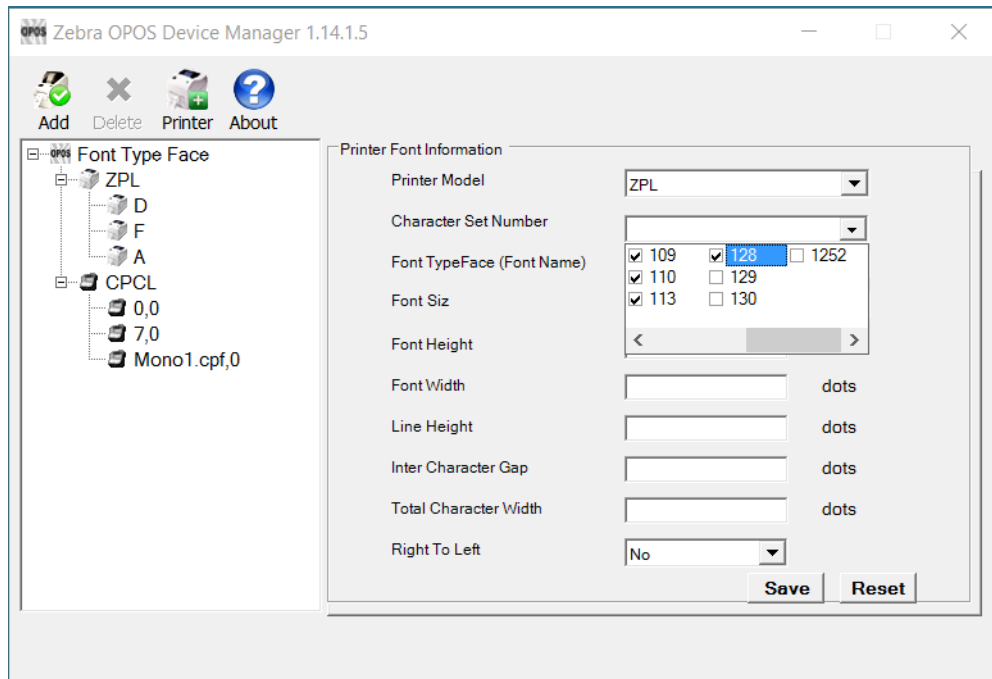 OPOS Zebra OPOS Device Manager 1.14.1.5
Add Delete Printer About
OPOS Font Type Face
ZPL
D
F
A
CPCL
0,0
7,0
Mono1.cpf,0
Printer Font Information
Printer Model ZPL
Character Set Number
109 128 1252
110 129
113 130
Font TypeFace (Font Name)
Font Siz
Font Height
Font Width dots
Line Height dots
Inter Character Gap dots
Total Character Width dots
Right To Left No
Save Reset